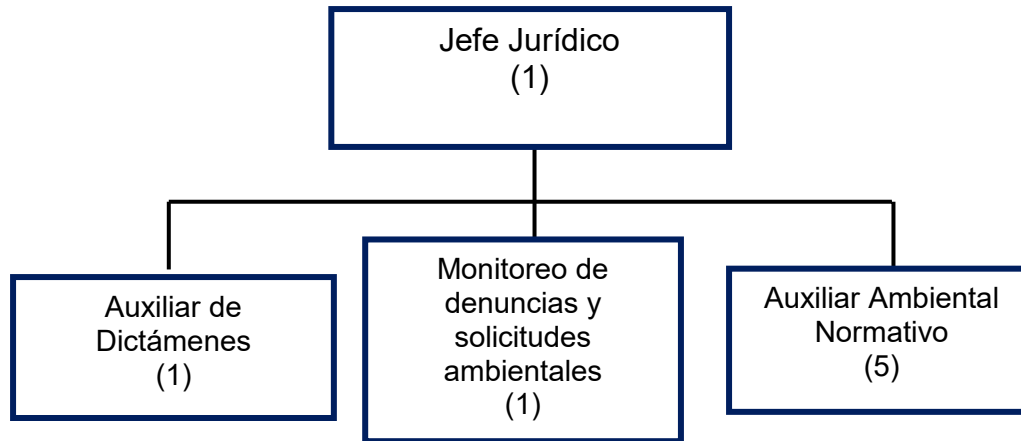 Jefe Jurídico
(1)
Auxiliar de
Dictámenes
(1)
Monitoreo de
denuncias y
solicitudes
ambientales
(1)
Auxiliar Ambiental
Normativo
(5)